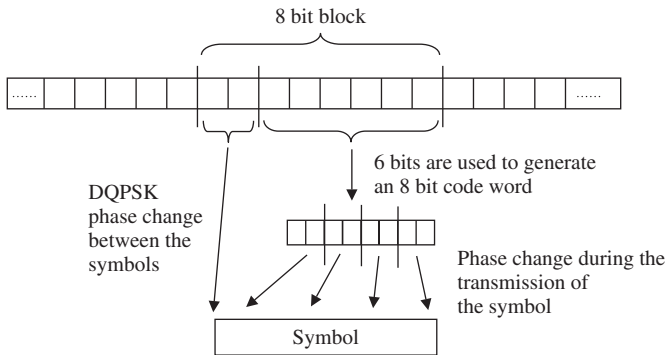 8 bit block
...... ......
6 bits are used to generate
an 8 bit code word
DQPSK
phase change
between the
symbols
Phase change during the
transmission of
the symbol
Symbol